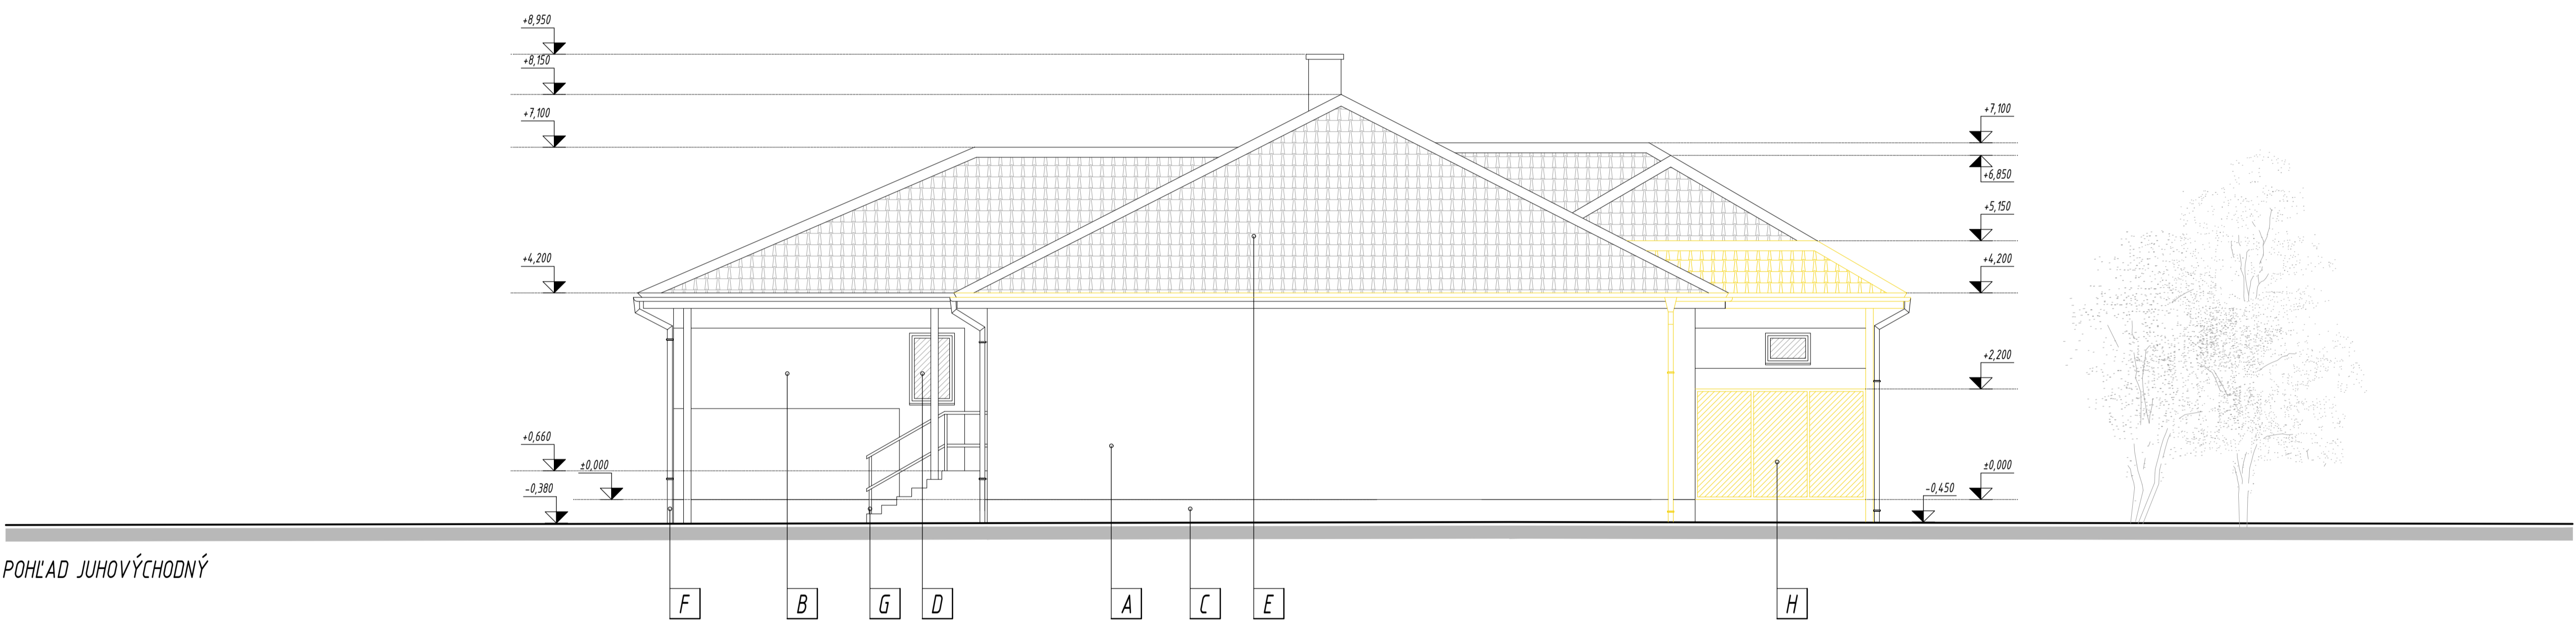 +8,950
+8,150
+7,100
+7,100
+6,850
+5,150
+4,200
+4,200
+2,200
+0,660
±0,000
±0,000
-0,380
-0,450
POHĽAD JUHOVÝCHODNÝ
F
B
G
D
A
C
E
H